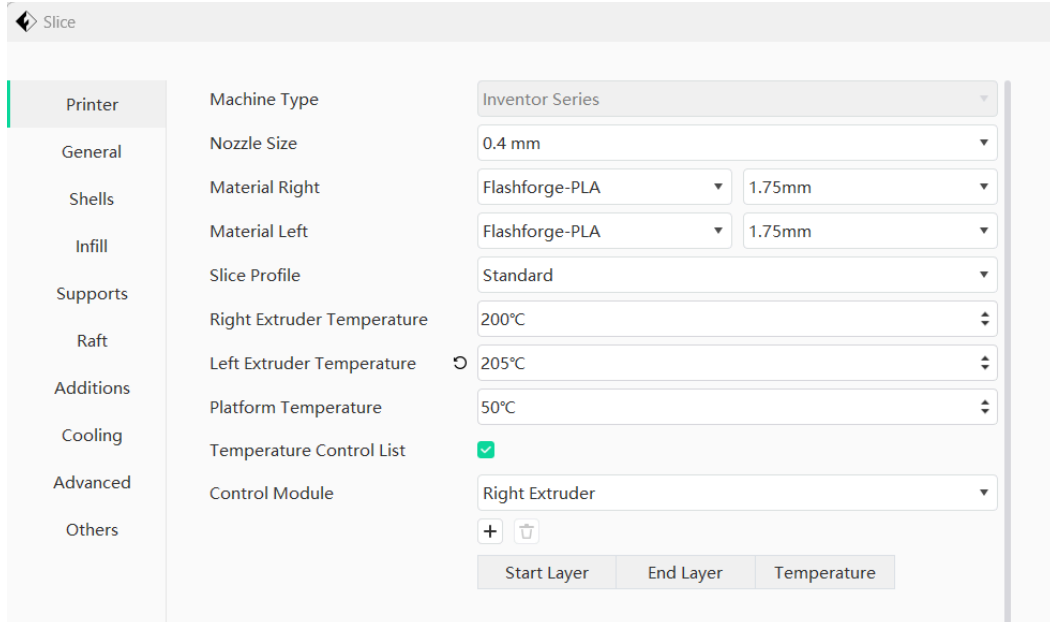 Slice
Printer
General
Shells
Infill
Supports
Raft
Additions
Cooling
Advanced
Others
Machine Type Inventor Series
Nozzle Size 0.4 mm
Material Right Flashforge-PLA 1.75mm
Material Left Flashforge-PLA 1.75mm
Slice Profile Standard
Right Extruder Temperature 200℃
Left Extruder Temperature 205℃
Platform Temperature 50℃
Temperature Control List
Control Module Right Extruder
Start Layer End Layer Temperature